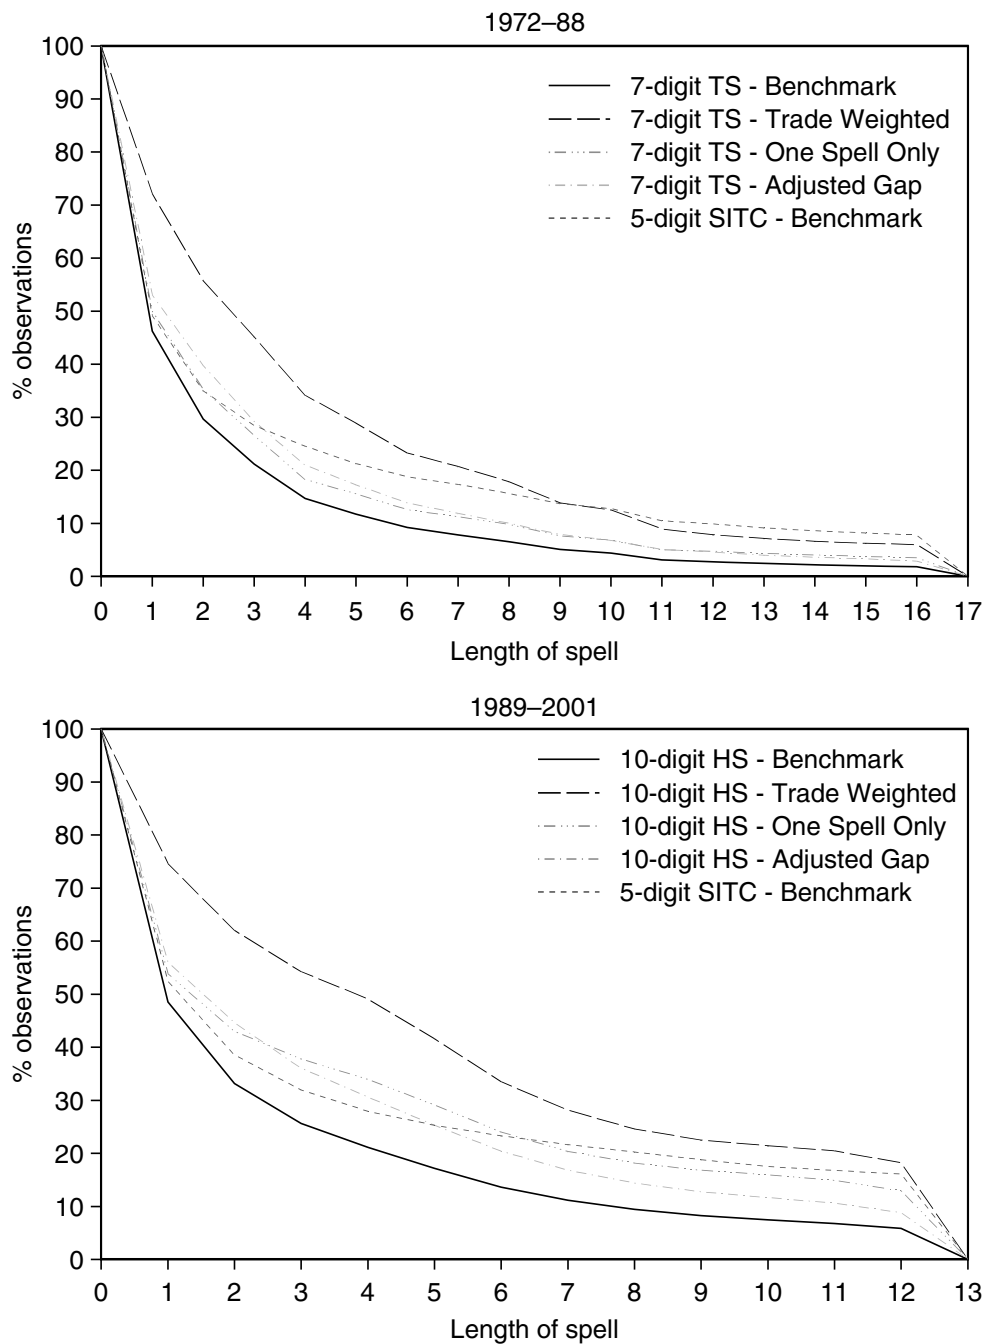 1972–88
100
90
80
70
60
50
40
30
20
10
0
% observations
7-digit TS - Benchmark
7-digit TS - Trade Weighted
7-digit TS - One Spell Only
7-digit TS - Adjusted Gap
5-digit SITC - Benchmark
0 1 2 3 4 5 6 7 8 9 10 11 12 13 14 15 16 17
Length of spell
1989–2001
100
90
80
70
60
50
40
30
20
10
0
% observations
10-digit HS - Benchmark
10-digit HS - Trade Weighted
10-digit HS - One Spell Only
10-digit HS - Adjusted Gap
5-digit SITC - Benchmark
0 1 2 3 4 5 6 7 8 9 10 11 12 13
Length of spell